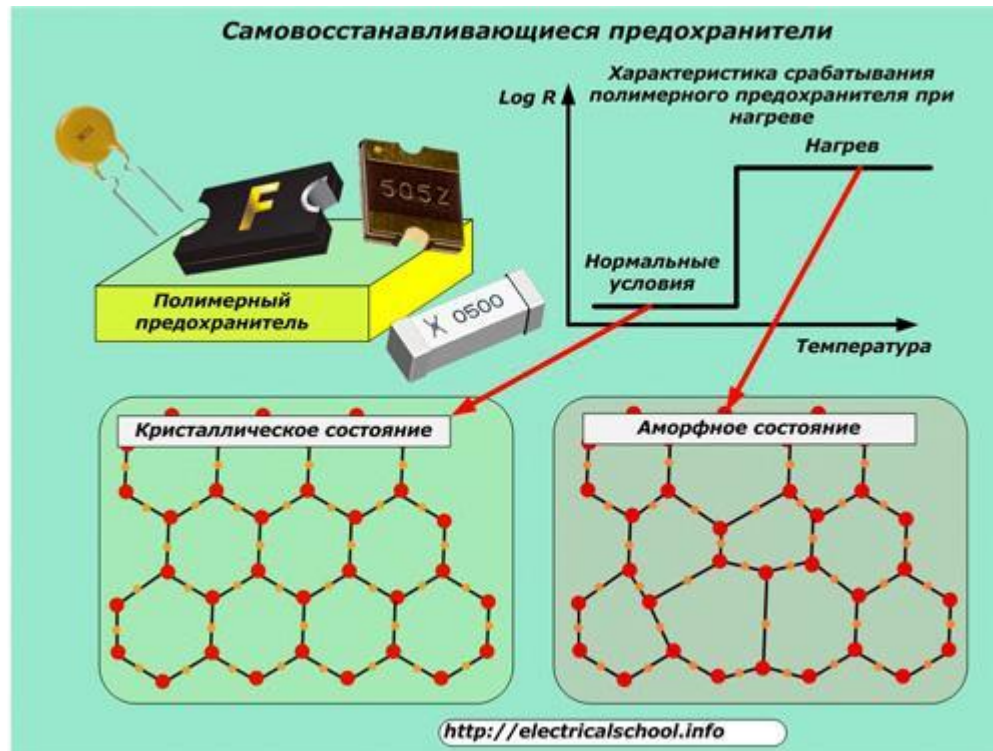 Самовосстанавливающиеся предохранители
Характеристика срабатывания
полимерного предохранителя при
нагреве
Log R
Нагрев
F
505Z
Нормальные
условия
Полимерный
предохранитель
0500
Температура
Кристаллическое состояние
Аморфное состояние
http://electricalschool.info